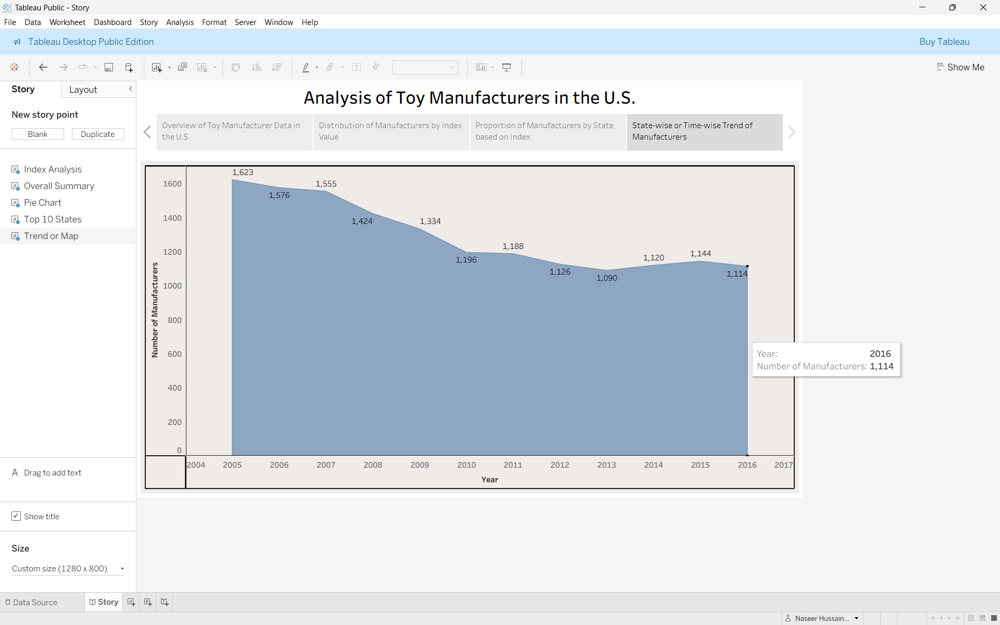 Tableau Public - Story
File Data Worksheet Dashboard Story Analysis Format Server Window Help
Tableau Desktop Public Edition
Buy Tableau
Show Me
Story
Layout
New story point
Blank
Duplicate
Index Analysis
Overall Summary
Pie Chart
Top 10 States
Trend or Map
A Drag to add text
Show title
Size
Custom size (1280 x 800)
Analysis of Toy Manufacturers in the U.S.
Overview of Toy Manufacturer Data in
the U.S.
Distribution of Manufacturers by Index
Value
Proportion of Manufacturers by State
based on Index
State-wise or Time-wise Trend of
Manufacturers
Number of Manufacturers
1600
1400
1200
1000
800
600
400
200
0
1,623
1,576
1,555
1,424
1,334
1,196
1,188
1,126
1,090
1,120
1,144
1,114
2004 2005 2006 2007 2008 2009 2010 2011 2012 2013 2014 2015 2016 2017
Year
Year: 2016
Number of Manufacturers: 1,114
Data Source
Story
Naseer Hussain...